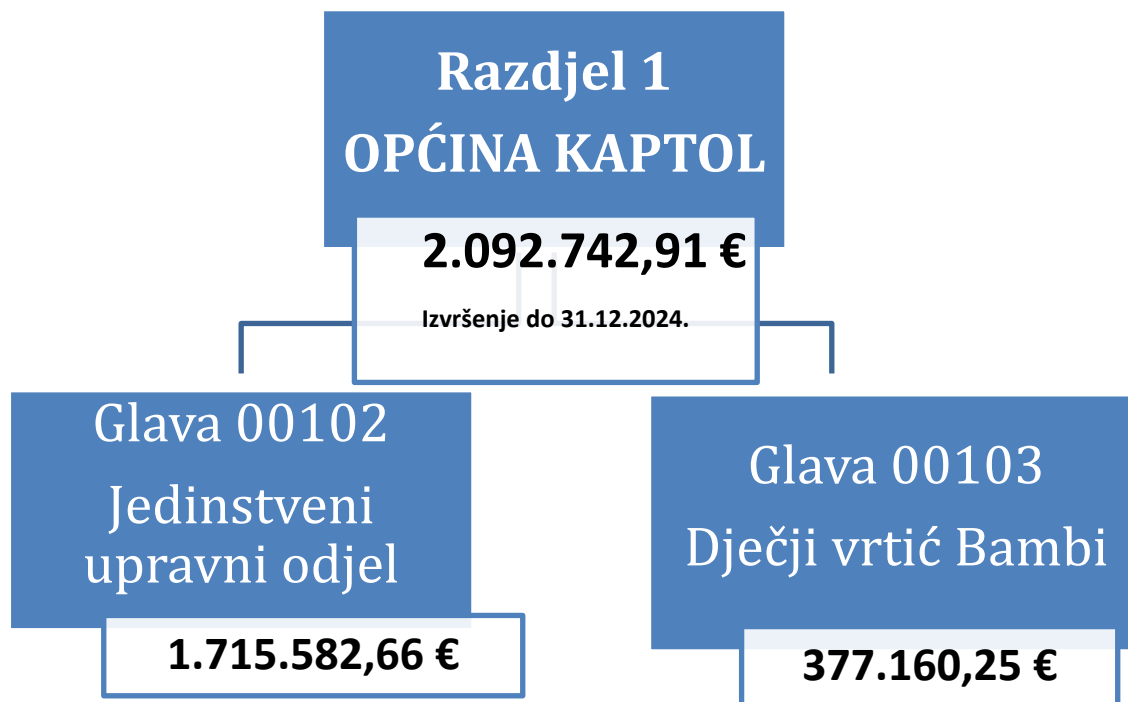 Razdjel 1
OPĆINA KAPTOL
2.092.742,91 €
Izvršenje do 31.12.2024.
Glava 00102
Jedinstveni
upravni odjel
1.715.582,66 €
Glava 00103
Dječji vrtić Bambi
377.160,25 €